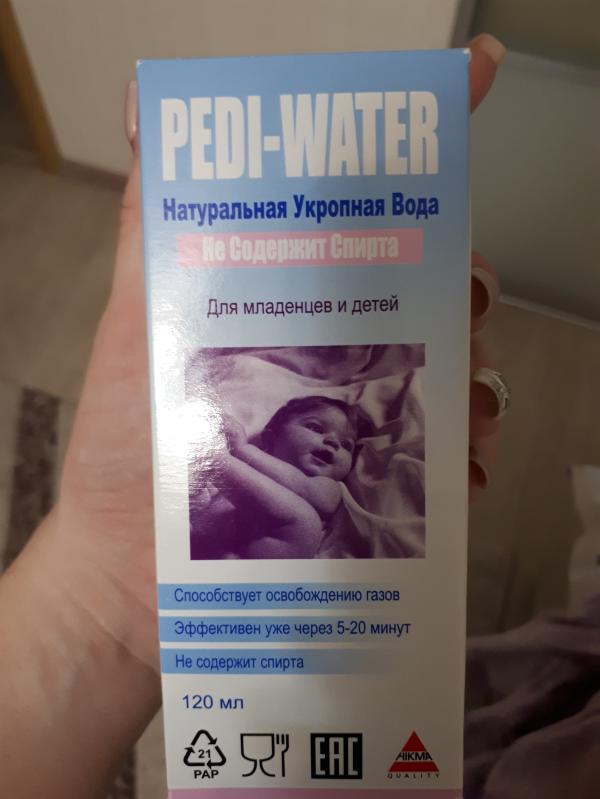 PEDI-WATER
Натуральная Укропная Вода
Не Содержит Спирта
Для младенцев и детей
Способствует освобождению газов
Эффективен уже через 5-20 минут
Не содержит спирта
120 мл
21
PAP
EAC
HIKMA
QUALITY